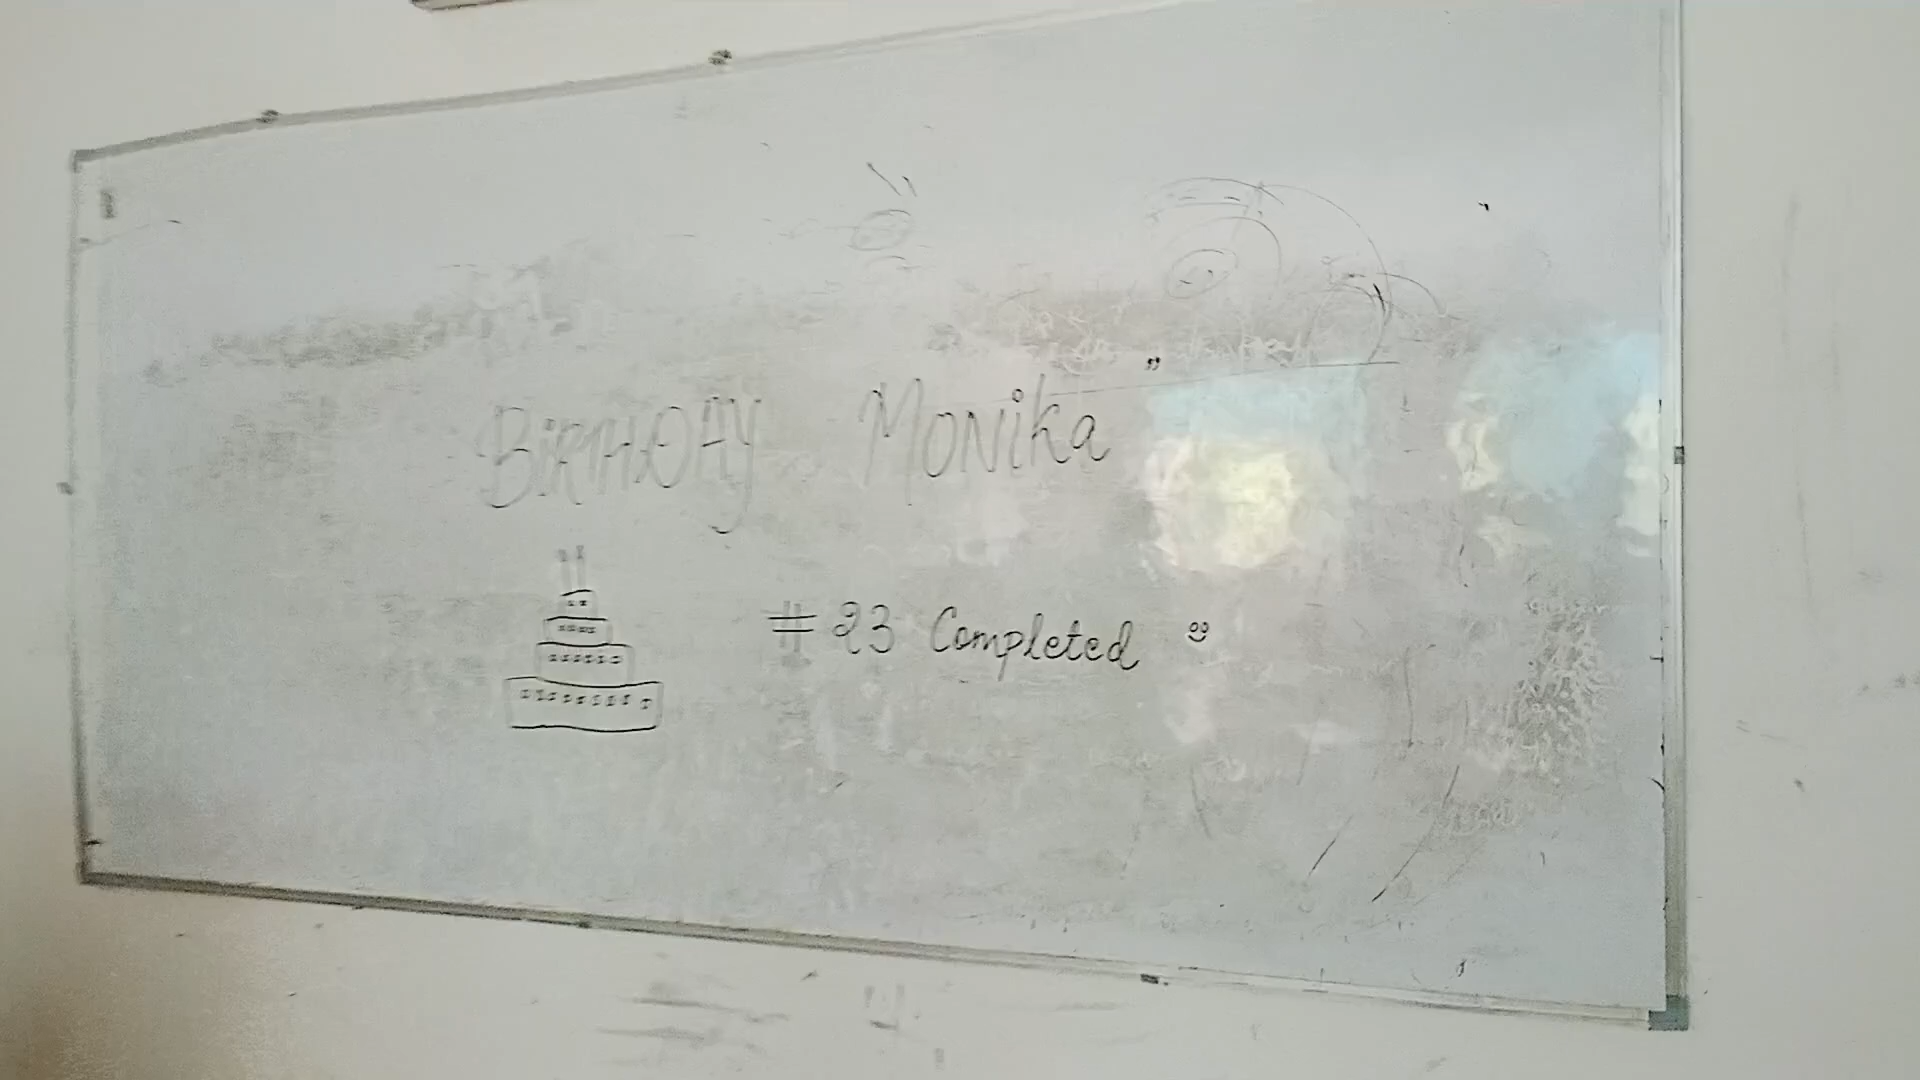 BiRTHDAY MONiKa ”
# 23 Completed